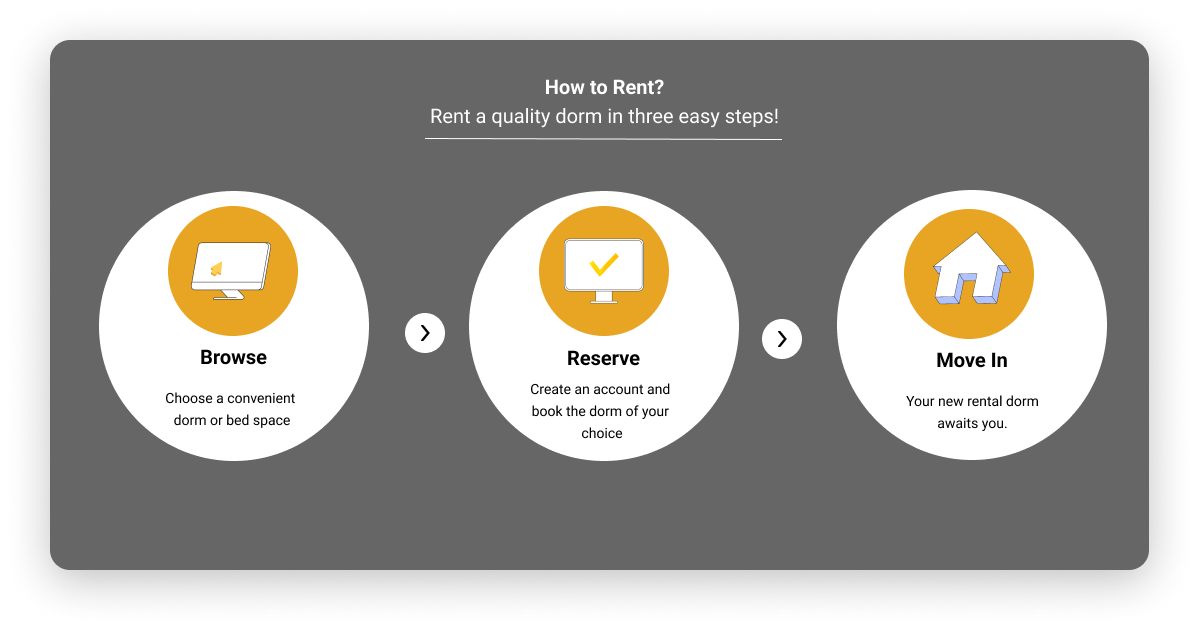 How to Rent?
Rent a quality dorm in three easy steps!
Browse
Choose a convenient
dorm or bed space
Reserve
Create an account and
book the dorm of your
choice
Move In
Your new rental dorm
awaits you.